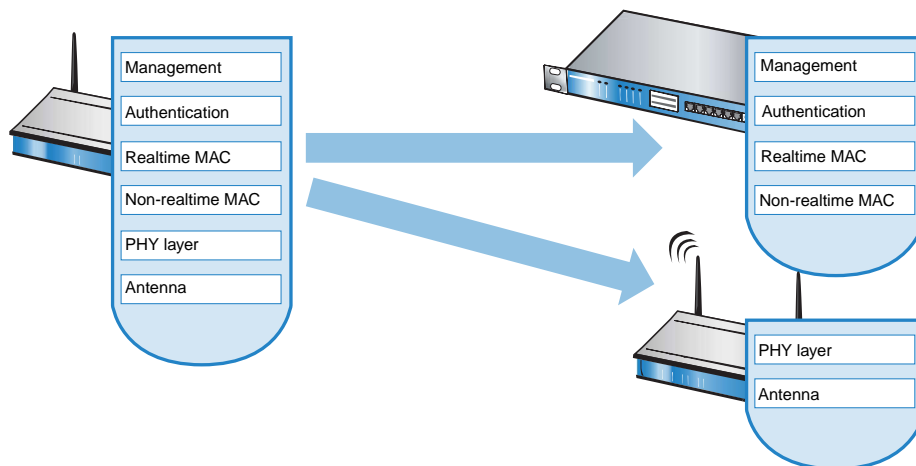 Management
Authentication
Realtime MAC
Non-realtime MAC
PHY layer
Antenna
Management
Authentication
Realtime MAC
Non-realtime MAC
PHY layer
Antenna